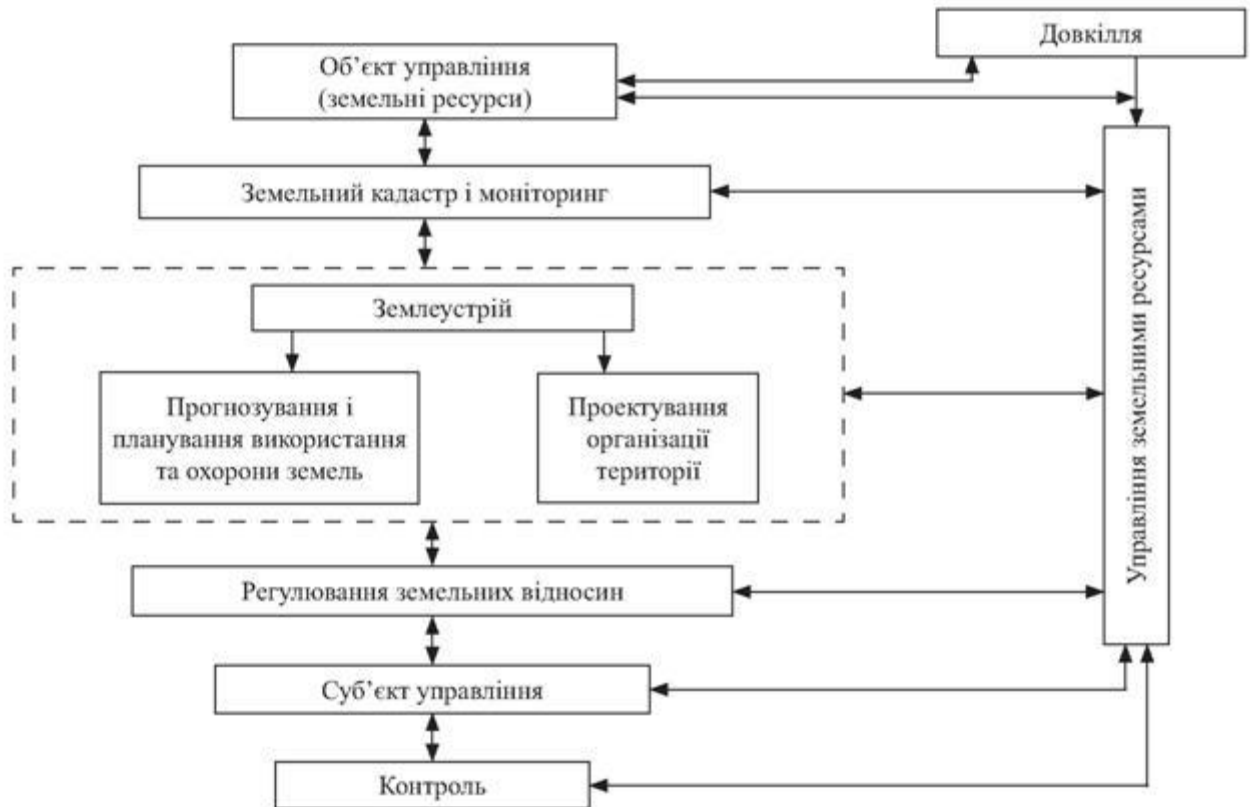 Довкілля
Об’єкт управління
(земельні ресурси)
Земельний кадастр і моніторинг
Землеустрій
Прогнозування і
планування використання
та охорони земель
Проектування
організації
території
Управління земельними ресурсами
Регулювання земельних відносин
Суб’єкт управління
Контроль